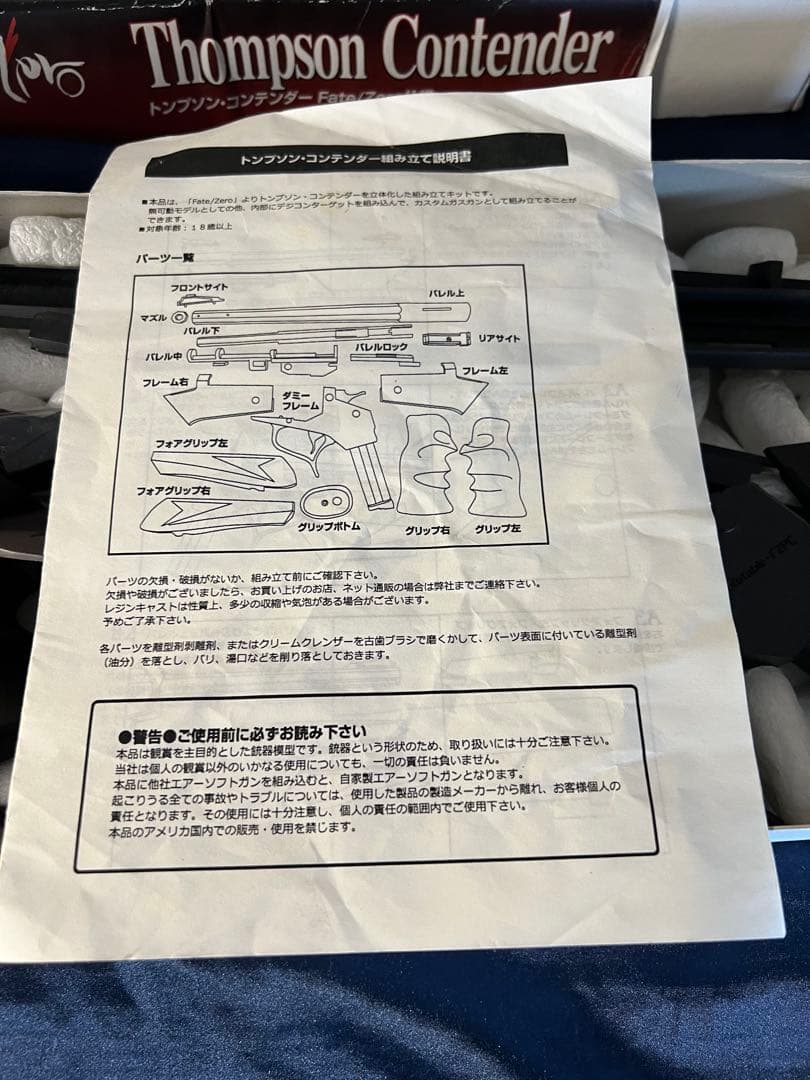 Thompson Contender
トンプソン・コンテンダー Fate/Zero
トンプソン・コンテンダー組み立て説明書
■本品は、「Fate/Zero」よりトンプソン・コンテンダーを立体化した組み立てキットです。
無可動モデルとしての他、内部にデジコンターゲットを組み込んで、カスタムガスガンとして組み立てることが
できます。
■対象年齢：１８歳以上
パーツ一覧
フロントサイト
バレル上
マズル
バレル下
リアサイト
バレル中
バレルロック
フレーム右
フレーム左
ダミー
フレーム
フォアグリップ左
フォアグリップ右
グリップボトム
グリップ右
グリップ左
パーツの欠損・破損がないか、組み立て前にご確認下さい。
欠損や破損がございましたら、お買い上げのお店、ネット通販の場合は弊社までご連絡下さい。
レジンキャストは性質上、多少の収縮や気泡がある場合がございます。
予めご了承下さい。
各パーツを離型剤剥離剤、またはクリームクレンザーを古歯ブラシで磨くかして、パーツ表面に付いている離型剤
（油分）を落とし、バリ、湯口などを削り落としておきます。
●警告●ご使用前に必ずお読み下さい
本品は観賞を主目的とした銃器模型です。銃器という形状のため、取り扱いには十分ご注意下さい。
当社は個人の観賞以外のいかなる使用についても、一切の責任は負いません。
本品に他社エアーソフトガンを組み込むと、自家製エアーソフトガンとなります。
起こりうる全ての事故やトラブルについては、使用した製品の製造メーカーから離れ、お客様個人の
責任となります。その使用には十分注意し、個人の責任の範囲内でご使用下さい。
本品のアメリカ国内での販売・使用を禁じます。